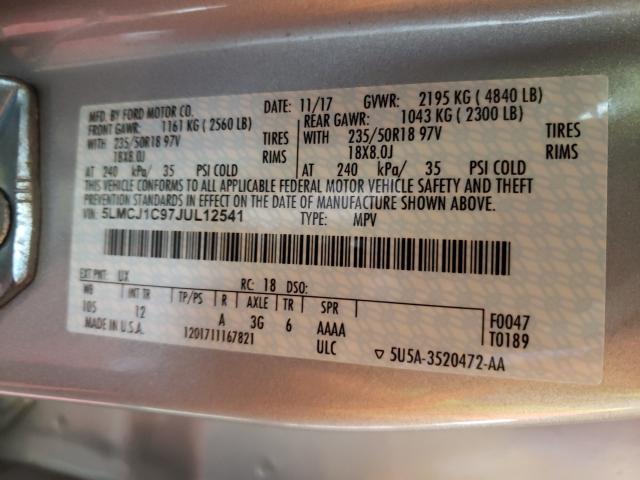 MFD. BY FORD MOTOR CO. DATE: 11/17 GVWR: 2195 KG ( 4840 LB)
FRONT GAWR: 1161 KG ( 2560 LB) REAR GAWR: 1043 KG ( 2300 LB)
WITH 235/50R18 97V TIRES WITH 235/50R18 97V TIRES
18X8.0J RIMS 18X8.0J RIMS
AT 240 kPa/ 35 PSI COLD AT 240 kPa/ 35 PSI COLD
THIS VEHICLE CONFORMS TO ALL APPLICABLE FEDERAL MOTOR VEHICLE SAFETY AND THEFT
PREVENTION STANDARDS IN EFFECT ON THE DATE OF MANUFACTURE SHOWN ABOVE.
VIN: 5LMCJ1C97JUL12541 TYPE: MPV
EXT PNT: UX RC: 18 DSO:
WB INT TR TP/PS R AXLE TR SPR
105 12 A 3G 6 AAAA F0047
MADE IN U.S.A. 1201711167821 ULC T0189
5U5A-3520472-AA